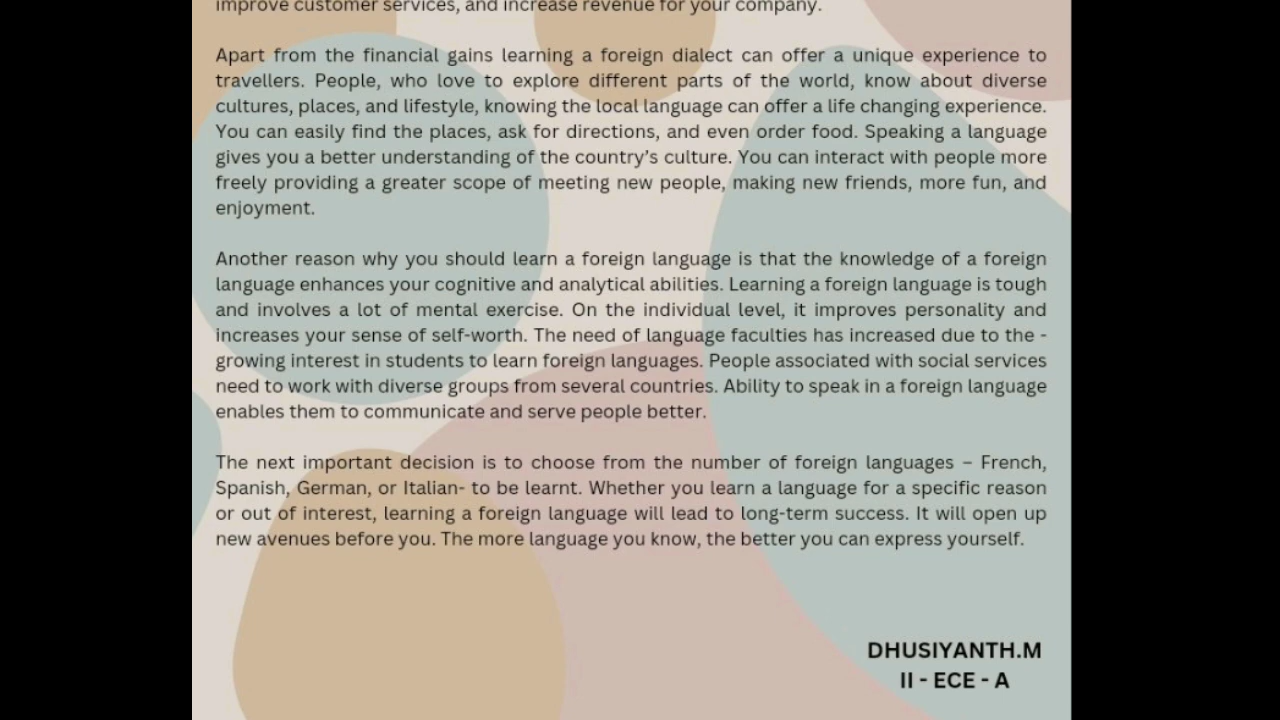 improve customer services, and increase revenue for your company.
Apart from the financial gains learning a foreign dialect can offer a unique experience to
travellers. People, who love to explore different parts of the world, know about diverse
cultures, places, and lifestyle, knowing the local language can offer a life changing experience.
You can easily find the places, ask for directions, and even order food. Speaking a language
gives you a better understanding of the country’s culture. You can interact with people more
freely providing a greater scope of meeting new people, making new friends, more fun, and
enjoyment.
Another reason why you should learn a foreign language is that the knowledge of a foreign
language enhances your cognitive and analytical abilities. Learning a foreign language is tough
and involves a lot of mental exercise. On the individual level, it improves personality and
increases your sense of self-worth. The need of language faculties has increased due to the -
growing interest in students to learn foreign languages. People associated with social services
need to work with diverse groups from several countries. Ability to speak in a foreign language
enables them to communicate and serve people better.
The next important decision is to choose from the number of foreign languages – French,
Spanish, German, or Italian- to be learnt. Whether you learn a language for a specific reason
or out of interest, learning a foreign language will lead to long-term success. It will open up
new avenues before you. The more language you know, the better you can express yourself.
DHUSIYANTH.M
II - ECE - A